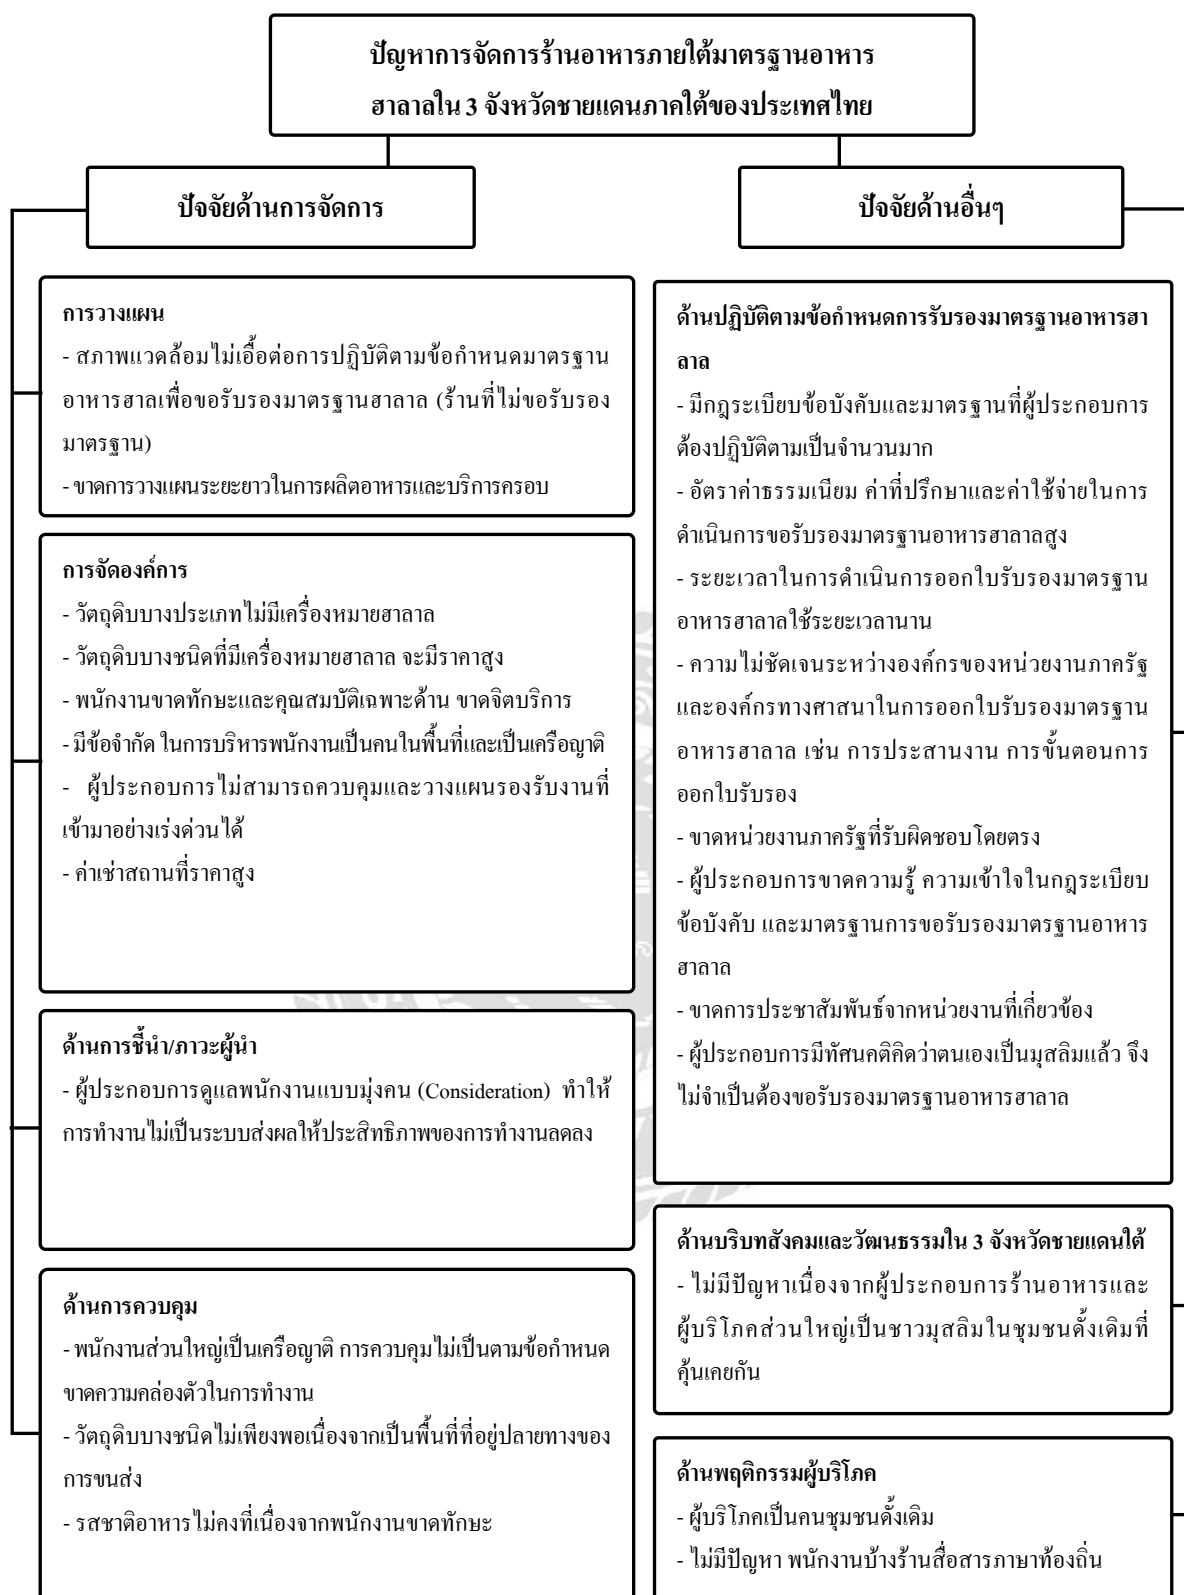 ปัญหาการจัดการร้านอาหารภายใต้มาตรฐานอาหาร
ฮาลาลใน 3 จังหวัดชายแดนภาคใต้ของประเทศไทย
ปัจจัยด้านการจัดการ
การวางแผน
- สภาพแวดล้อมไม่เอื้อต่อการปฏิบัติตามข้อกำหนดมาตรฐาน
อาหารฮาลเพื่อขอรับรองมาตรฐานฮาลาล (ร้านที่ไม่ขอรับรอง
มาตรฐาน)
- ขาดการวางแผนระยะยาวในการผลิตอาหารและบริการครอบ
การจัดองค์การ
- วัตถุดิบบางประเภทไม่มีเครื่องหมายฮาลาล
- วัตถุดิบบางชนิดที่มีเครื่องหมายฮาลาล จะมีราคาสูง
- พนักงานขาดทักษะและคุณสมบัติเฉพาะด้าน ขาดจิตบริการ
- มีข้อจำกัด ในการบริหารพนักงานเป็นคนในพื้นที่และเป็นเครือญาติ
- ผู้ประกอบการไม่สามารถควบคุมและวางแผนรองรับงานที่
เข้ามาอย่างเร่งด่วนได้
- ค่าเช่าสถานที่ราคาสูง
ด้านการชี้นำ/ภาวะผู้นำ
- ผู้ประกอบการดูแลพนักงานแบบมุ่งคน (Consideration) ทำให้
การทำงานไม่เป็นระบบส่งผลให้ประสิทธิภาพของการทำงานลดลง
ด้านการควบคุม
- พนักงานส่วนใหญ่เป็นเครือญาติ การควบคุมไม่เป็นตามข้อกำหนด
ขาดความคล่องตัวในการทำงาน
- วัตถุดิบบางชนิดไม่เพียงพอเนื่องจากเป็นพื้นที่ที่อยู่ปลายทางของ
การขนส่ง
- รสชาติอาหารไม่คงที่เนื่องจากพนักงานขาดทักษะ
ปัจจัยด้านอื่นๆ
ด้านปฏิบัติตามข้อกำหนดการรับรองมาตรฐานอาหารฮา
ลาล
- มีกฎระเบียบข้อบังคับและมาตรฐานที่ผู้ประกอบการ
ต้องปฏิบัติตามเป็นจำนวนมาก
- อัตราค่าธรรมเนียม ค่าที่ปรึกษาและค่าใช้จ่ายในการ
ดำเนินการขอรับรองมาตรฐานอาหารฮาลาลสูง
- ระยะเวลาในการดำเนินการออกใบรับรองมาตรฐาน
อาหารฮาลาลใช้ระยะเวลานาน
- ความไม่ชัดเจนระหว่างองค์กรของหน่วยงานภาครัฐ
และองค์กรทางศาสนาในการออกใบรับรองมาตรฐาน
อาหารฮาลาล เช่น การประสานงาน การขั้นตอนการ
ออกใบรับรอง
- ขาดหน่วยงานภาครัฐที่รับผิดชอบโดยตรง
- ผู้ประกอบการขาดความรู้ ความเข้าใจในกฎระเบียบ
ข้อบังคับ และมาตรฐานการขอรับรองมาตรฐานอาหาร
ฮาลาล
- ขาดการประชาสัมพันธ์จากหน่วยงานที่เกี่ยวข้อง
- ผู้ประกอบการมีทัศนคติคิดว่าตนเองเป็นมุสลิมแล้ว จึง
ไม่จำเป็นต้องขอรับรองมาตรฐานอาหารฮาลาล
ด้านบริบทสังคมและวัฒนธรรมใน 3 จังหวัดชายแดนใต้
- ไม่มีปัญหาเนื่องจากผู้ประกอบการร้านอาหารและ
ผู้บริโภคส่วนใหญ่เป็นชาวมุสลิมในชุมชนดั้งเดิมที่
คุ้นเคยกัน
ด้านพฤติกรรมผู้บริโภค
- ผู้บริโภคเป็นคนชุมชนดั้งเดิม
- ไม่มีปัญหา พนักงานบ้างร้านสื่อสารภาษาท้องถิ่น